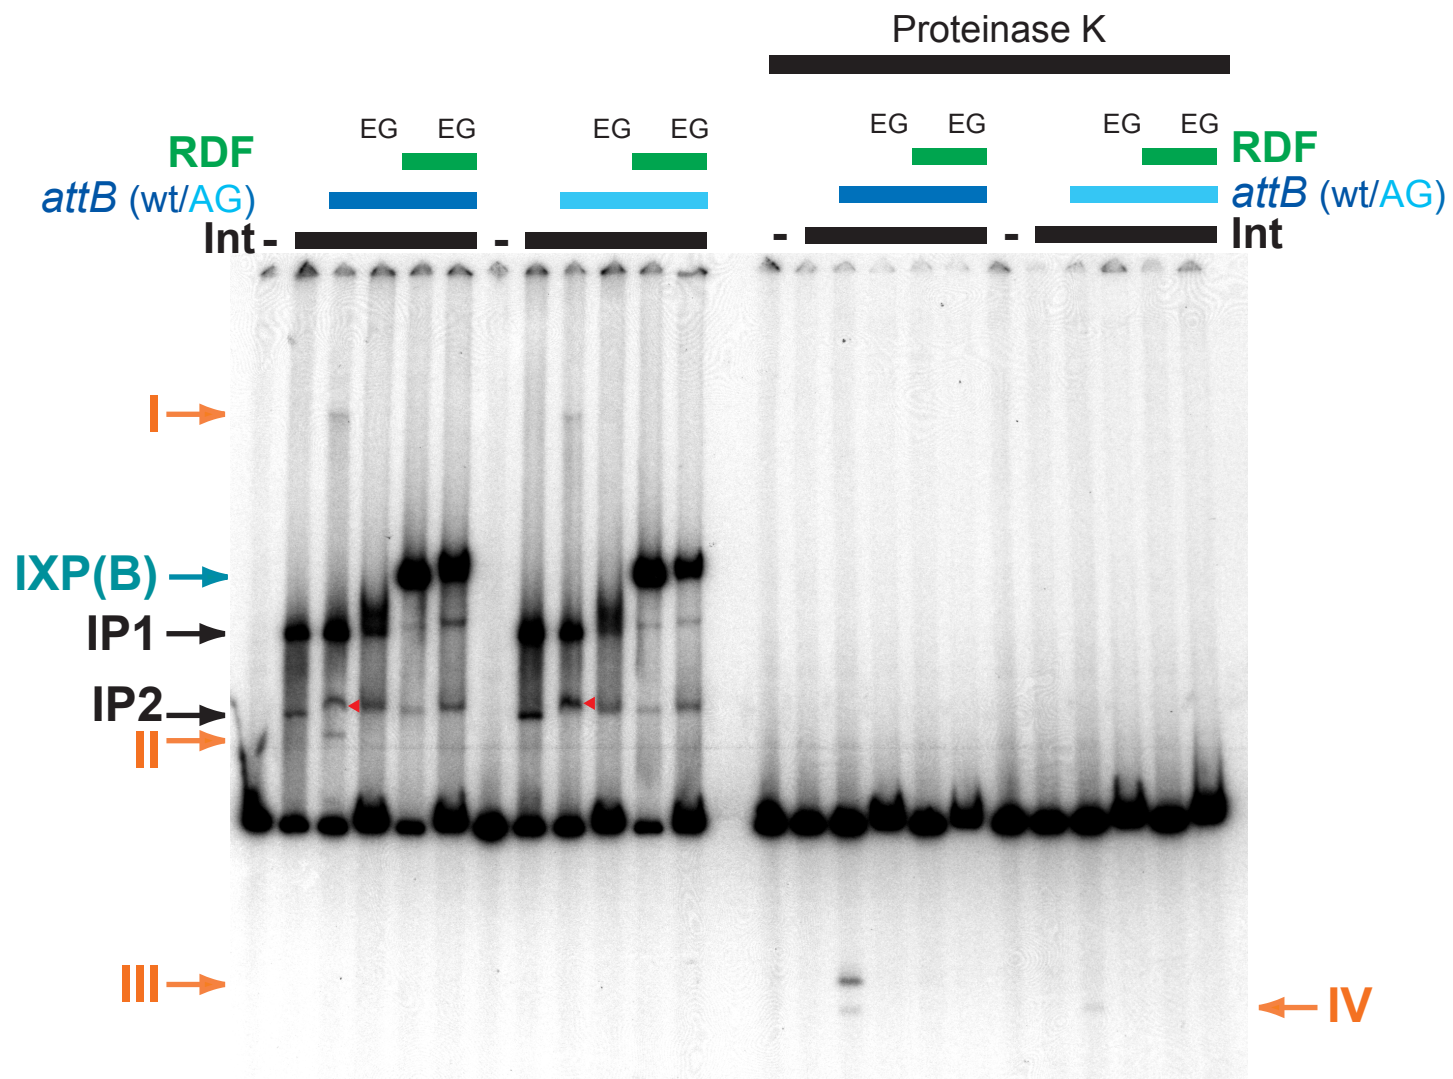 Proteinase K
EG EG EG EG EG EG EG EG
RDF RDF
attB (wt/AG) attB (wt/AG)
Int - - - - Int
I
IXP(B)
IP1
IP2
II
III
IV